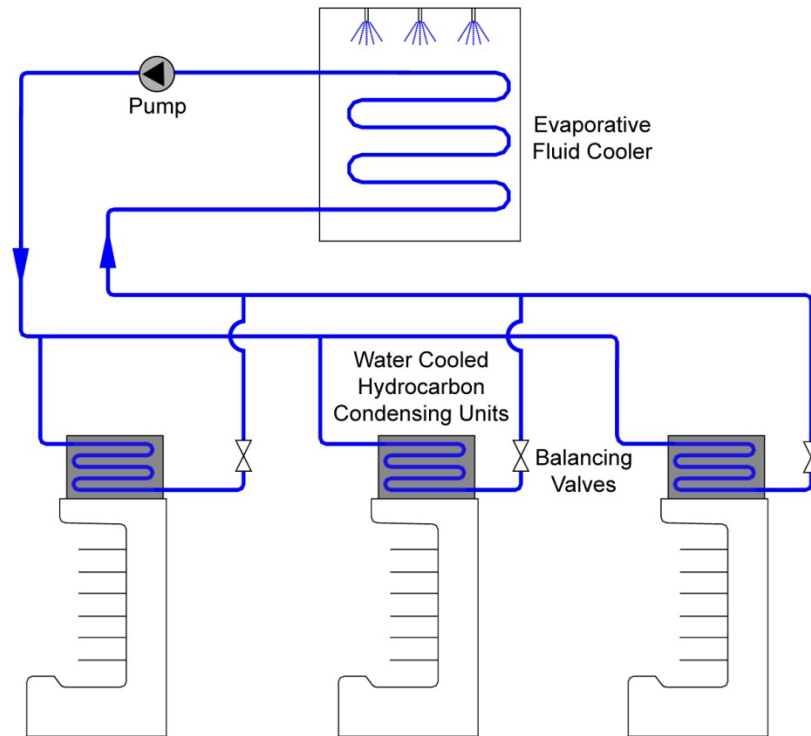 Pump
Evaporative
Fluid Cooler
Water Cooled
Hydrocarbon
Condensing Units
Balancing
Valves